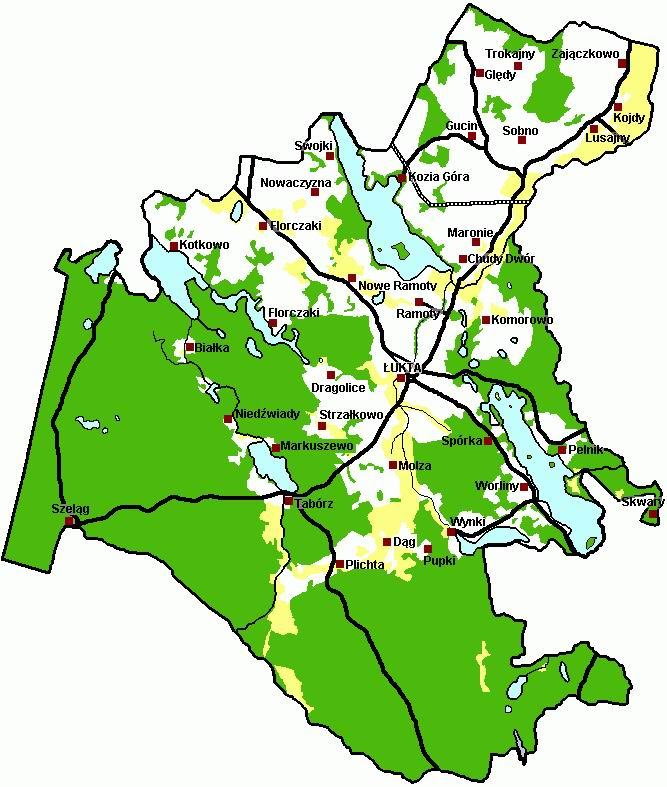 Trokajny
Zajączkowo
Ględy
Kojdy
Gucin
Sobno
Lusajny
Swojki
Kozia Góra
Nowaczyzna
Florczaki
Maronie
Kotkowo
Chudy Dwór
Nowe Ramoty
Florczaki
Ramoty
Komorowo
Białka
ŁUKTA
Dragolice
Niedźwiady
Strzałkowo
Markuszewo
Spórka
Pelnik
Molza
Worliny
Szeląg
Tabórz
Skwary
Wynki
Dąg
Plichta
Pupki